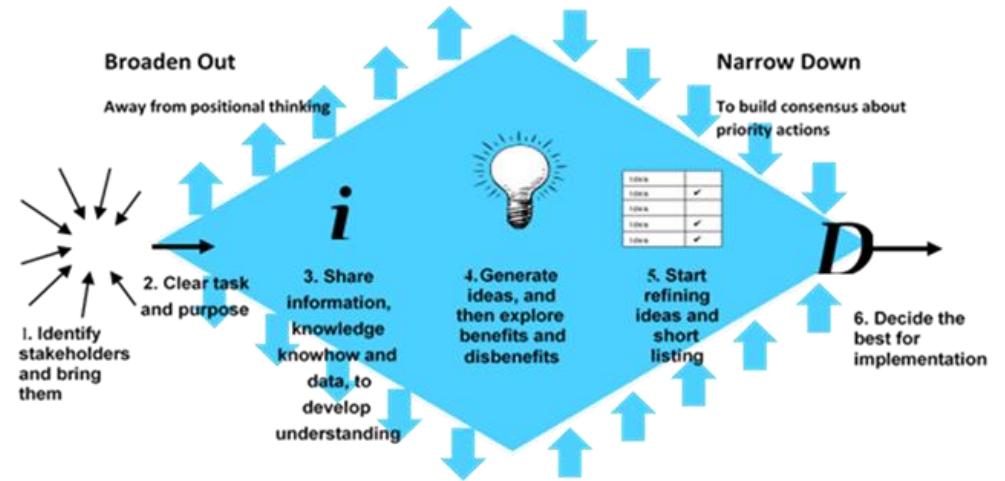 Broaden Out
Away from positional thinking
Narrow Down
To build consensus about
priority actions
1. Identify
stakeholders
and bring
them
2. Clear task
and purpose
i
3. Share
information,
knowledge
knowhow and
data, to
develop
understanding
4.Generate
ideas, and
then explore
benefits and
disbenefits
Idea
Idea ✓
Idea
Idea ✓
Idea ✓
5. Start
refining
ideas and
short
listing
D
6. Decide the
best for
implementation